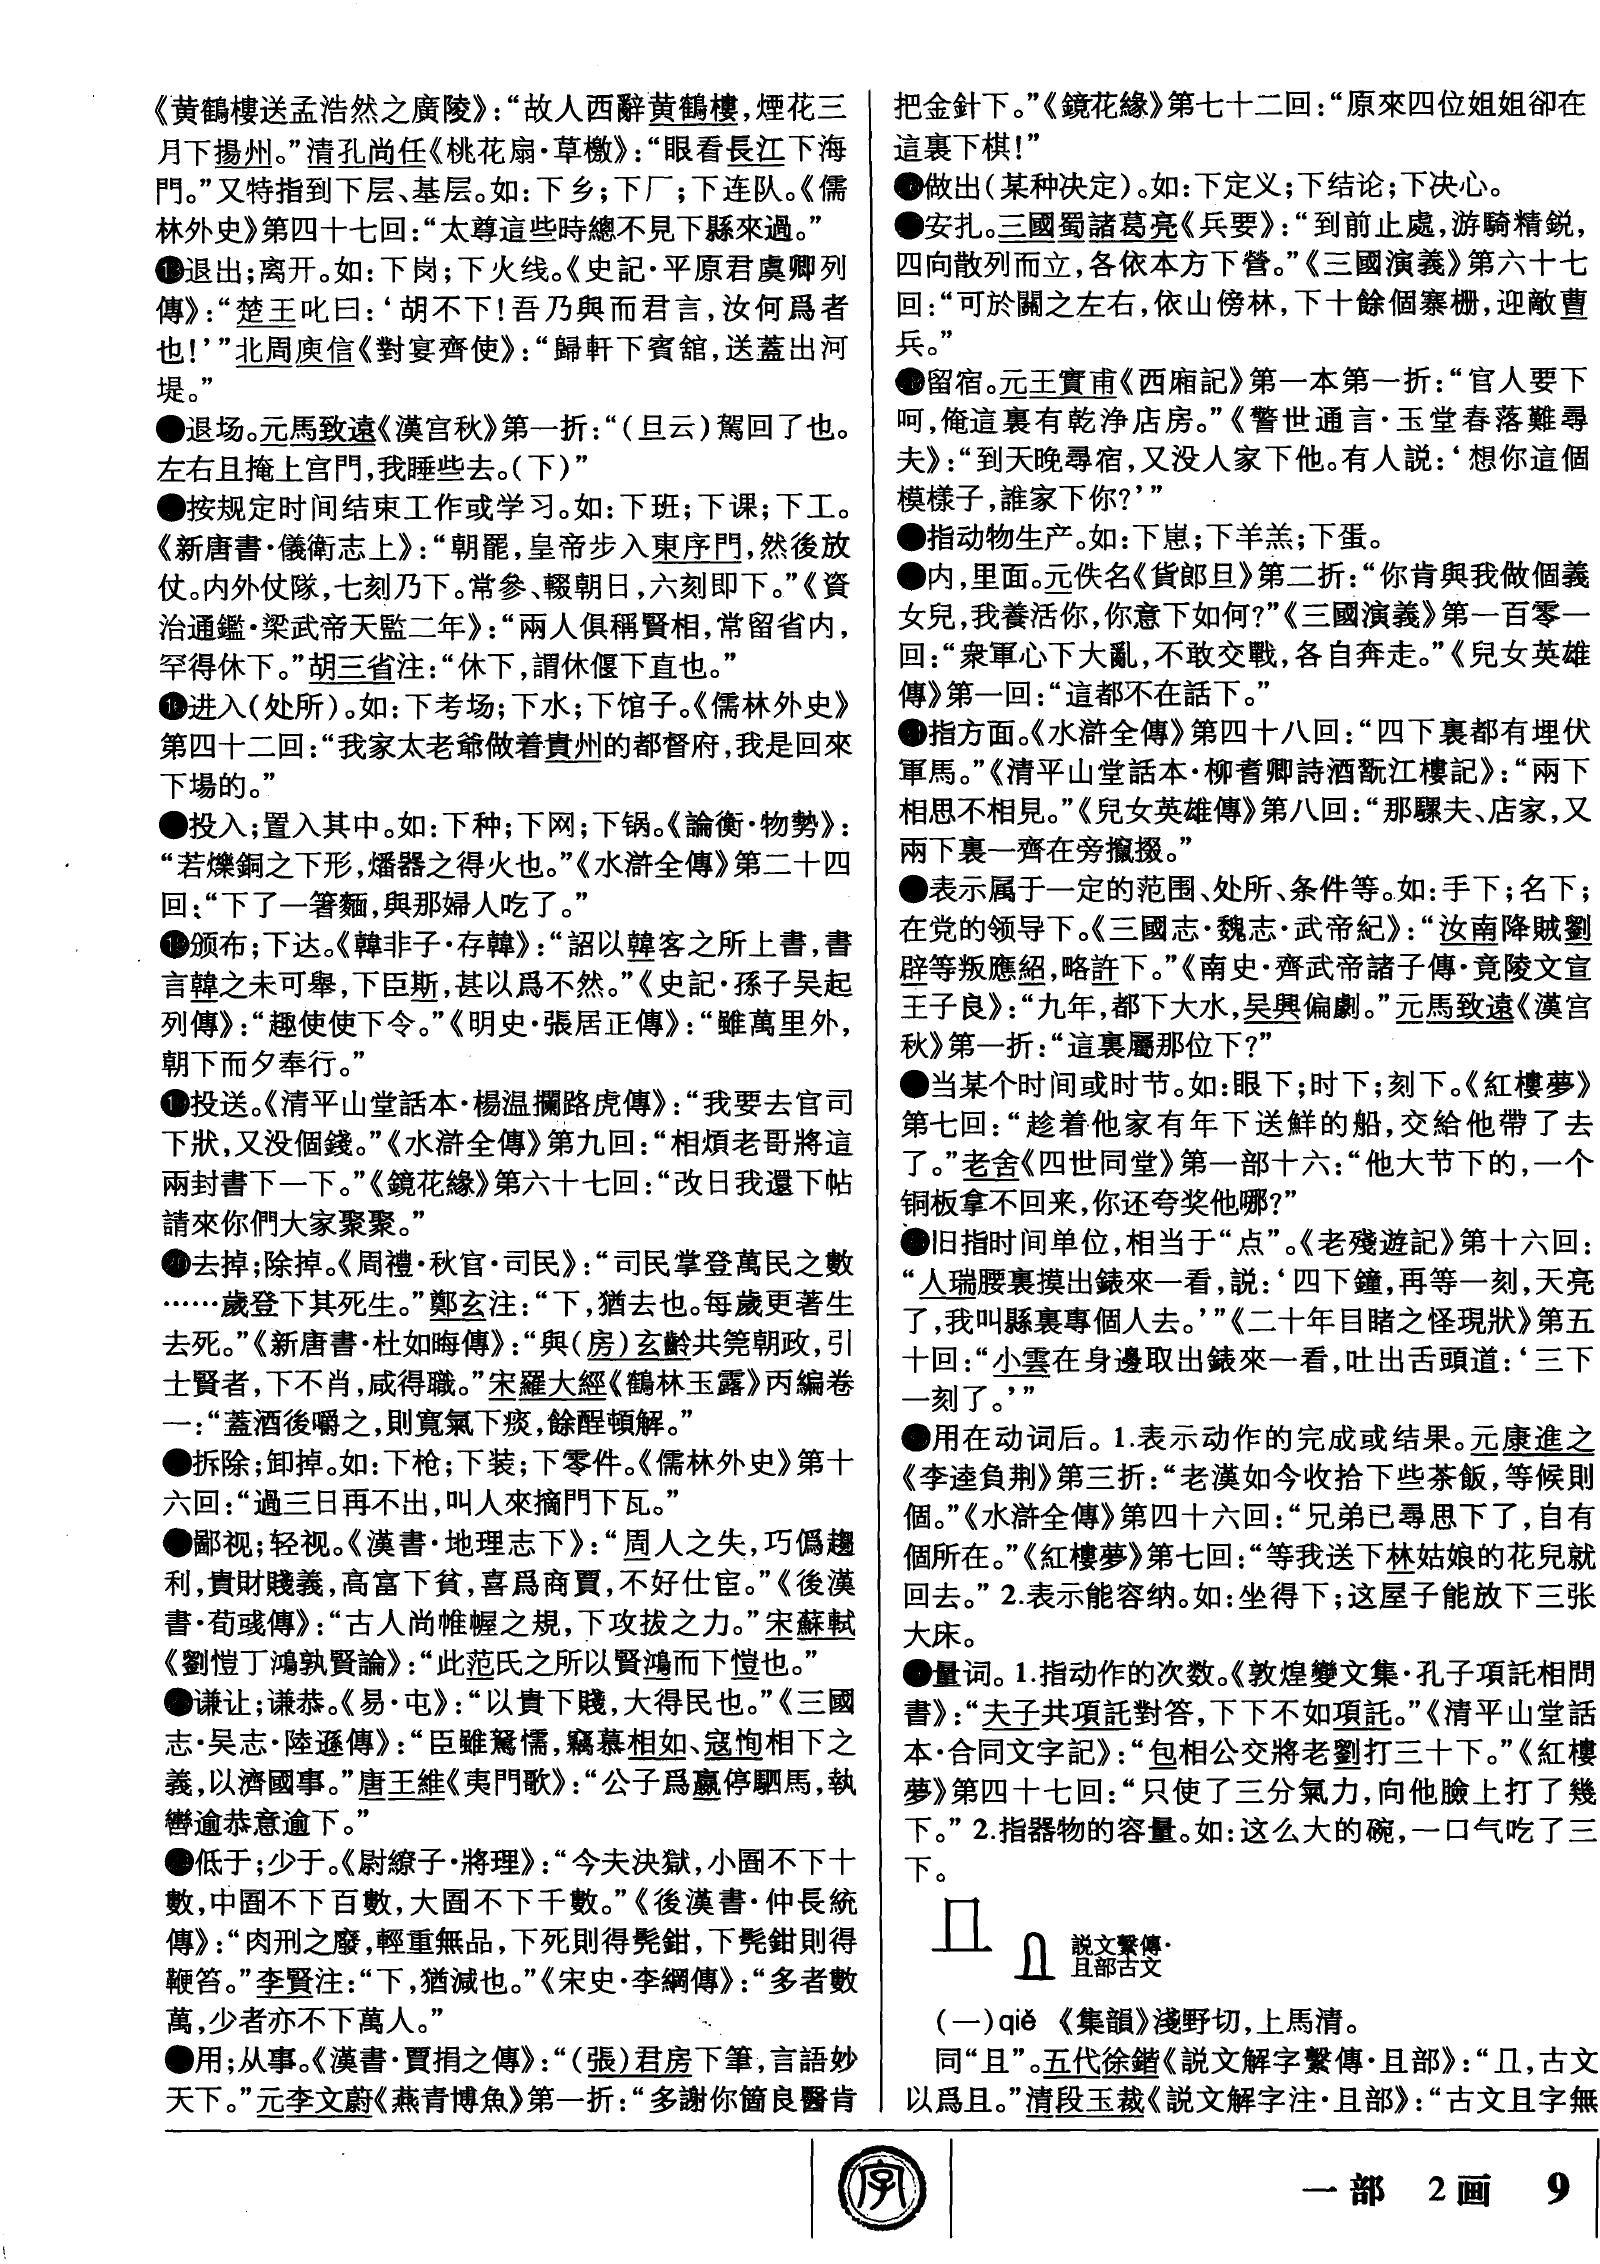 《黄鶴樓送孟浩然之廣陵》：“故人西辭黄鶴樓，煙花三
月下揚州。”清孔尚任《桃花扇·草檄》：“眼看長江下海
門。”又特指到下层、基层。如：下乡；下厂；下连队。《儒
林外史》第四十七回：“太尊這些時總不見下縣來過。”
退出；离开。如：下岗；下火线。《史記·平原君虞卿列
傳》：“楚王叱曰：‘胡不下！吾乃與而君言，汝何爲者
也！’”北周庾信《對宴齊使》：“歸軒下賓舘，送蓋出河
堤。”
退场。元馬致遠《漢宫秋》第一折：“（旦云）駕回了也。
左右且掩上宫門，我睡些去。（下）”
按规定时间结束工作或学习。如：下班；下课；下工。
《新唐書·儀衛志上》：“朝罷，皇帝步入東序門，然後放
仗。内外仗隊，七刻乃下。常參、輟朝日，六刻即下。”《資
治通鑑·梁武帝天監二年》：“兩人俱稱賢相，常留省内，
罕得休下。”胡三省注：“休下，謂休偃下直也。”
进入（处所）。如：下考场；下水；下馆子。《儒林外史》
第四十二回：“我家太老爺做着貴州的都督府，我是回來
下場的。”
投入；置入其中。如：下种；下网；下锅。《論衡·物勢》：
“若爍銅之下形，燔器之得火也。”《水滸全傳》第二十四
回：“下了一箸麵，與那婦人吃了。”
颁布；下达。《韓非子·存韓》：“詔以韓客之所上書，書
言韓之未可舉，下臣斯，甚以爲不然。”《史記·孫子吴起
列傳》：“趣使使下令。”《明史·張居正傳》：“雖萬里外，
朝下而夕奉行。”
投送。《清平山堂話本·楊温攔路虎傳》：“我要去官司
下狀，又没個錢。”《水滸全傳》第九回：“相煩老哥將這
兩封書下一下。”《鏡花緣》第六十七回：“改日我還下帖
請來你們大家聚聚。”
⑳去掉；除掉。《周禮·秋官·司民》：“司民掌登萬民之數
……歲登下其死生。”鄭玄注：“下，猶去也。每歲更著生
去死。”《新唐書·杜如晦傳》：“與（房）玄齡共筦朝政，引
士賢者，下不肖，咸得職。”宋羅大經《鶴林玉露》丙編卷
一：“蓋酒後嚼之，則寬氣下痰，餘酲頓解。”
拆除；卸掉。如：下枪；下装；下零件。《儒林外史》第十
六回：“過三日再不出，叫人來摘門下瓦。”
鄙视；轻视。《漢書·地理志下》：“周人之失，巧僞趨
利，貴財賤義，高富下貧，喜爲商賈，不好仕宦。”《後漢
書·荀彧傳》：“古人尚帷幄之規，下攻拔之力。”宋蘇軾
《劉愷丁鴻孰賢論》：“此范氏之所以賢鴻而下愷也。”
谦让；谦恭。《易·屯》：“以貴下賤，大得民也。”《三國
志·吴志·陸遜傳》：“臣雖駑懦，竊慕相如、寇恂相下之
義，以濟國事。”唐王維《夷門歌》：“公子爲嬴停駟馬，執
轡逾恭意逾下。”
低于；少于。《尉繚子·將理》：“今夫決獄，小圄不下十
數，中圄不下百數，大圄不下千數。”《後漢書·仲長統
傳》：“肉刑之廢，輕重無品，下死則得髡鉗，下髡鉗則得
鞭笞。”李賢注：“下，猶減也。”《宋史·李綱傳》：“多者數
萬，少者亦不下萬人。”
用；从事。《漢書·賈捐之傳》：“（張）君房下筆，言語妙
天下。”元李文蔚《燕青博魚》第一折：“多謝你箇良醫肯
把金針下。”《鏡花緣》第七十二回：“原來四位姐姐卻在
這裏下棋！”
做出（某种决定）。如：下定义；下结论；下决心。
安扎。三國蜀諸葛亮《兵要》：“到前止處，游騎精鋭，
四向散列而立，各依本方下營。”《三國演義》第六十七
回：“可於關之左右，依山傍林，下十餘個寨栅，迎敵曹
兵。”
留宿。元王實甫《西廂記》第一本第一折：“官人要下
呵，俺這裏有乾浄店房。”《警世通言·玉堂春落難尋
夫》：“到天晚尋宿，又没人家下他。有人説：‘想你這個
模樣子，誰家下你？’”
指动物生产。如：下崽；下羊羔；下蛋。
内，里面。元佚名《貨郎旦》第二折：“你肯與我做個義
女兒，我養活你，你意下如何？”《三國演義》第一百零一
回：“衆軍心下大亂，不敢交戰，各自奔走。”《兒女英雄
傳》第一回：“這都不在話下。”
指方面。《水滸全傳》第四十八回：“四下裏都有埋伏
軍馬。”《清平山堂話本·柳耆卿詩酒翫江樓記》：“兩下
相思不相見。”《兒女英雄傳》第八回：“那騾夫、店家，又
兩下裏一齊在旁攛掇。”
表示属于一定的范围、处所、条件等。如：手下；名下；
在党的领导下。《三國志·魏志·武帝紀》：“汝南降賊劉
辟等叛應紹，略許下。”《南史·齊武帝諸子傳·竟陵文宣
王子良》：“九年，都下大水，吴興偏劇。”元馬致遠《漢宫
秋》第一折：“這裏屬那位下？”
当某个时间或时节。如：眼下；时下；刻下。《紅樓夢》
第七回：“趁着他家有年下送鮮的船，交給他帶了去
了。”老舍《四世同堂》第一部十六：“他大节下的，一个
铜板拿不回来，你还夸奖他哪？”
旧指时间单位，相当于“点”。《老殘遊記》第十六回：
“人瑞腰裏摸出錶來一看，説：‘四下鐘，再等一刻，天亮
了，我叫縣裏專個人去。’”《二十年目睹之怪現狀》第五
十回：“小雲在身邊取出錶來一看，吐出舌頭道：‘三下
一刻了。’”
用在动词后。1.表示动作的完成或结果。元康進之
《李逵負荆》第三折：“老漢如今收拾下些茶飯，等候則
個。”《水滸全傳》第四十六回：“兄弟已尋思下了，自有
個所在。”《紅樓夢》第七回：“等我送下林姑娘的花兒就
回去。”2.表示能容纳。如：坐得下；这屋子能放下三张
大床。
量词。1.指动作的次数。《敦煌變文集·孔子項託相問
書》：“夫子共項託對答，下下不如項託。”《清平山堂話
本·合同文字記》：“包相公交將老劉打三十下。”《紅樓
夢》第四十七回：“只使了三分氣力，向他臉上打了幾
下。”2.指器物的容量。如：这么大的碗，一口气吃了三
下。
説文繫傳·
且部古文
（一）qiě 《集韻》淺野切，上馬清。
同“且”。五代徐鍇《説文解字繫傳·且部》：“𠀃，古文
以爲且。”清段玉裁《説文解字注·且部》：“古文且字無
字
一部 2画 9